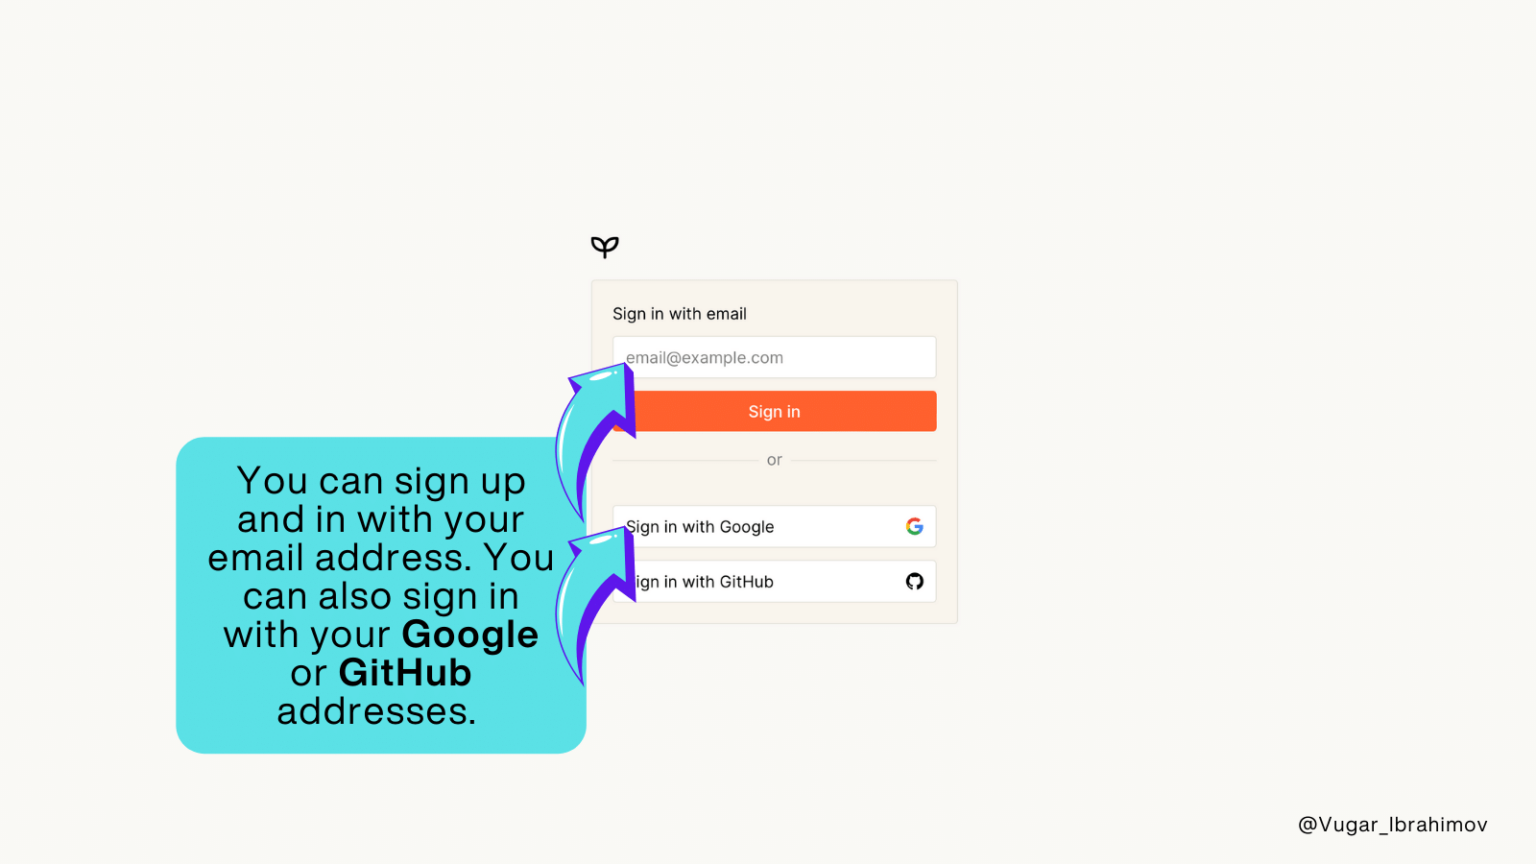 Sign in with email
email@example.com
Sign in
or
Sign in with Google
ign in with GitHub
You can sign up
and in with your
email address. You
can also sign in
with your Google
or GitHub
addresses.
@Vugar_Ibrahimov